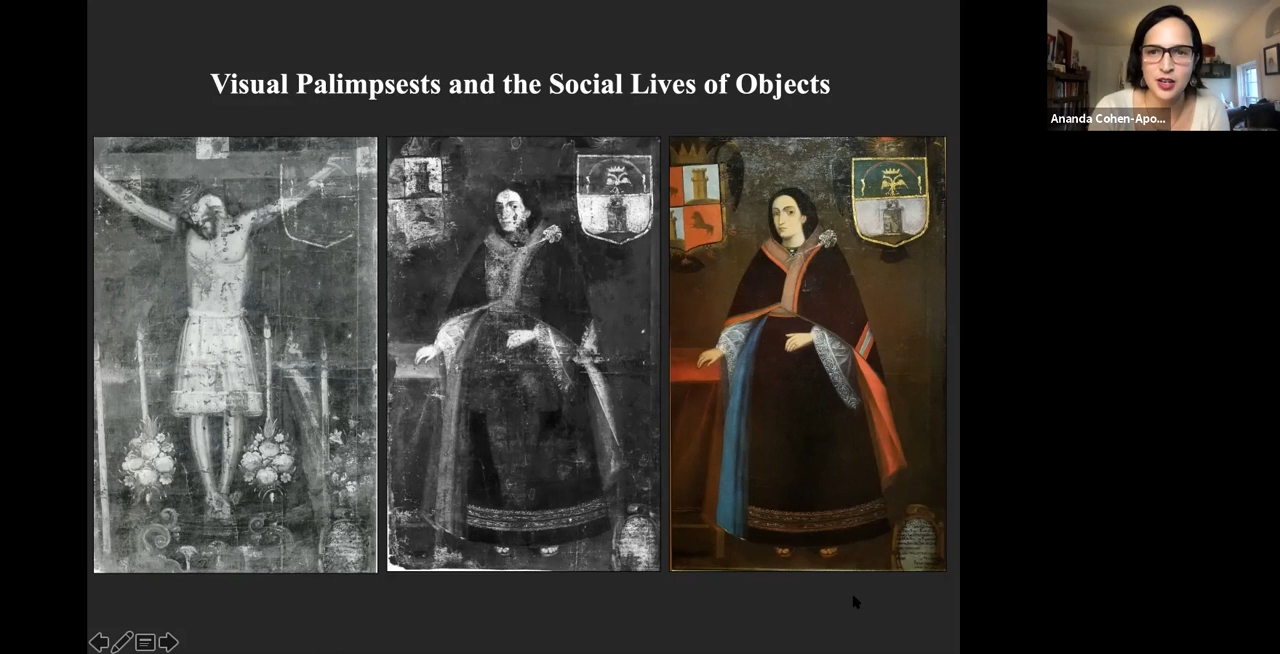 Visual Palimpsests and the Social Lives of Objects
Ananda Cohen-Apo...